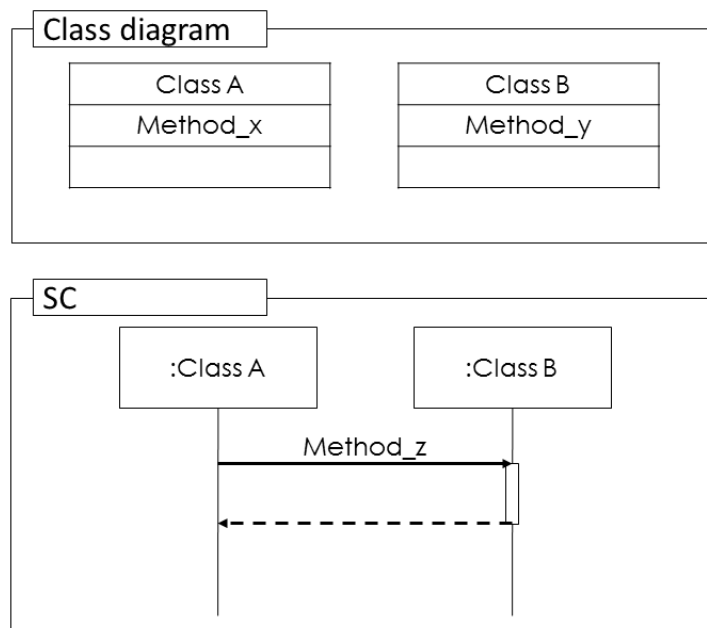 Class diagram
Class A
Class B
Method_x
Method_y
SC
:Class A
:Class B
Method_z